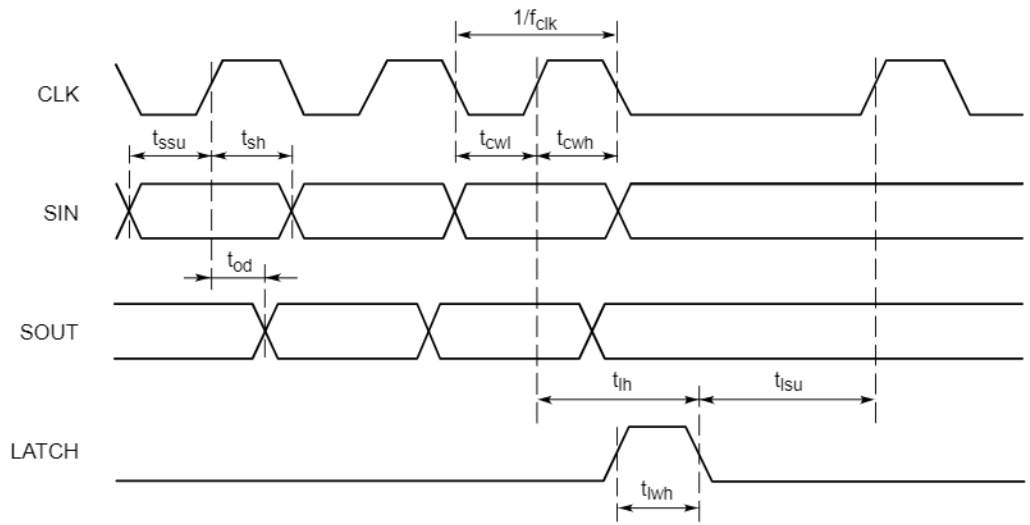 1/fclk
CLK
tssu
tsh
tcwl
tcwh
SIN
tod
SOUT
tlh
tlsu
LATCH
tlwh